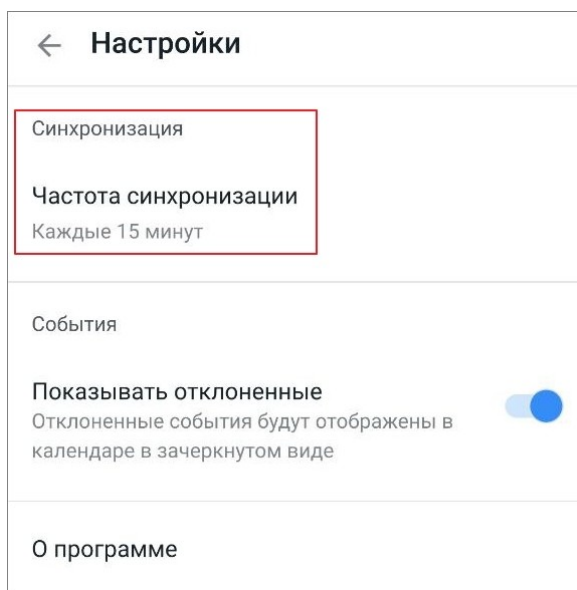 Настройки
Синхронизация
Частота синхронизации
Каждые 15 минут
События
Показывать отклоненные
Отклоненные события будут отображены в
календаре в зачеркнутом виде
О программе